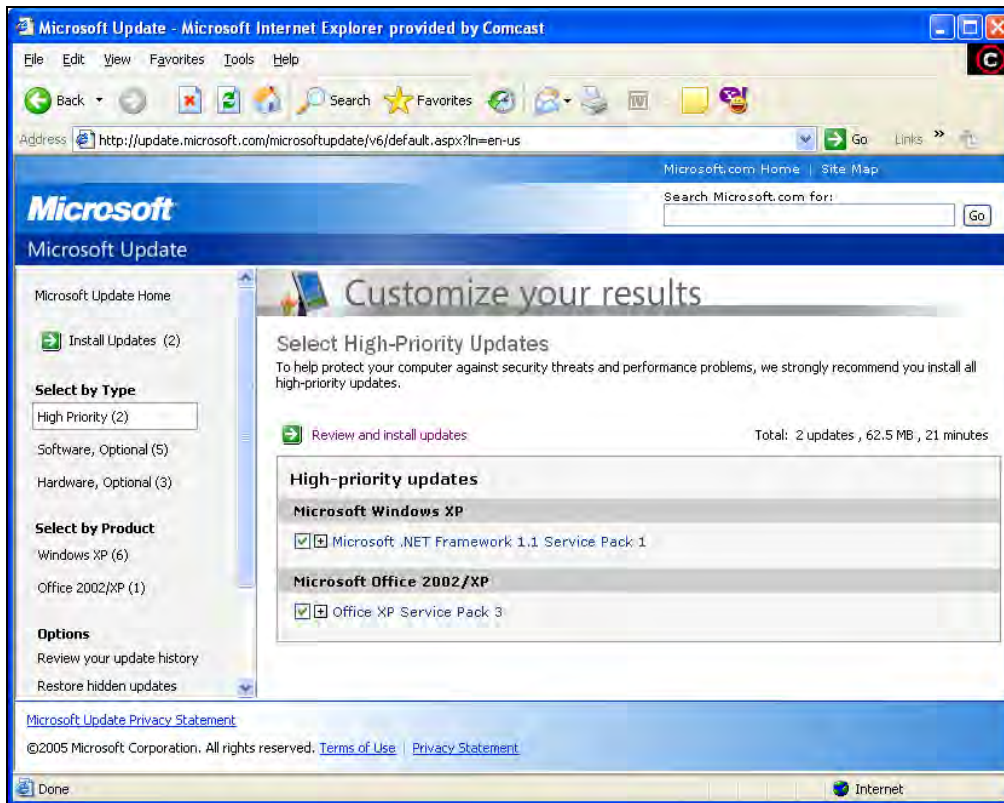 Microsoft Update - Microsoft Internet Explorer provided by Comcast
File Edit View Favorites Tools Help
Back Search Favorites
Address http://update.microsoft.com/microsoftupdate/v6/default.aspx?ln=en-us Go Links »
Microsoft.com Home | Site Map
Microsoft
Search Microsoft.com for:
Go
Microsoft Update
Microsoft Update Home
Install Updates (2)
Select by Type
High Priority (2)
Software, Optional (5)
Hardware, Optional (3)
Select by Product
Windows XP (6)
Office 2002/XP (1)
Options
Review your update history
Restore hidden updates
Customize your results
Select High-Priority Updates
To help protect your computer against security threats and performance problems, we strongly recommend you install all
high-priority updates.
Review and install updates
Total: 2 updates , 62.5 MB , 21 minutes
High-priority updates
Microsoft Windows XP
Microsoft .NET Framework 1.1 Service Pack 1
Microsoft Office 2002/XP
Office XP Service Pack 3
Microsoft Update Privacy Statement
©2005 Microsoft Corporation. All rights reserved. Terms of Use | Privacy Statement
Done Internet